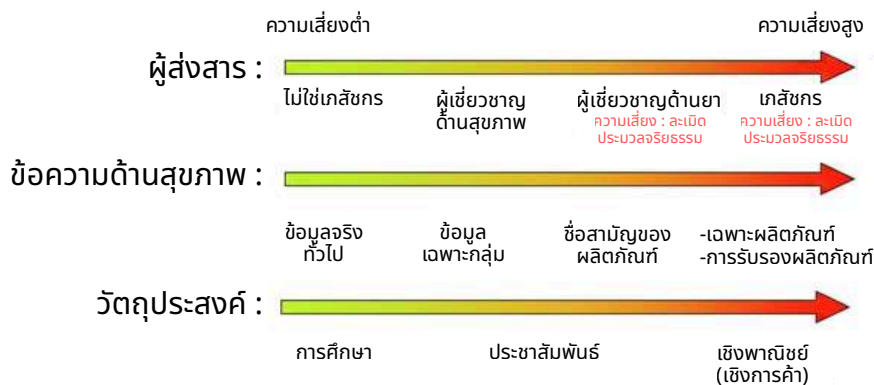 ความเสี่ยงต่ำ ความเสี่ยงสูง
ผู้ส่งสาร :
ไม่ใช่เภสัชกร ผู้เชี่ยวชาญ ผู้เชี่ยวชาญด้านยา เภสัชกร
ด้านสุขภาพ ความเสี่ยง : ละเมิด ความเสี่ยง : ละเมิด
ประมวลจริยธรรม ประมวลจริยธรรม
ข้อความด้านสุขภาพ :
ข้อมูลจริง ข้อมูล ชื่อสามัญของ -เฉพาะผลิตภัณฑ์
ทั่วไป เฉพาะกลุ่ม ผลิตภัณฑ์ -การรับรองผลิตภัณฑ์
วัตถุประสงค์ :
การศึกษา ประชาสัมพันธ์ เชิงพาณิชย์
(เชิงการค้า)